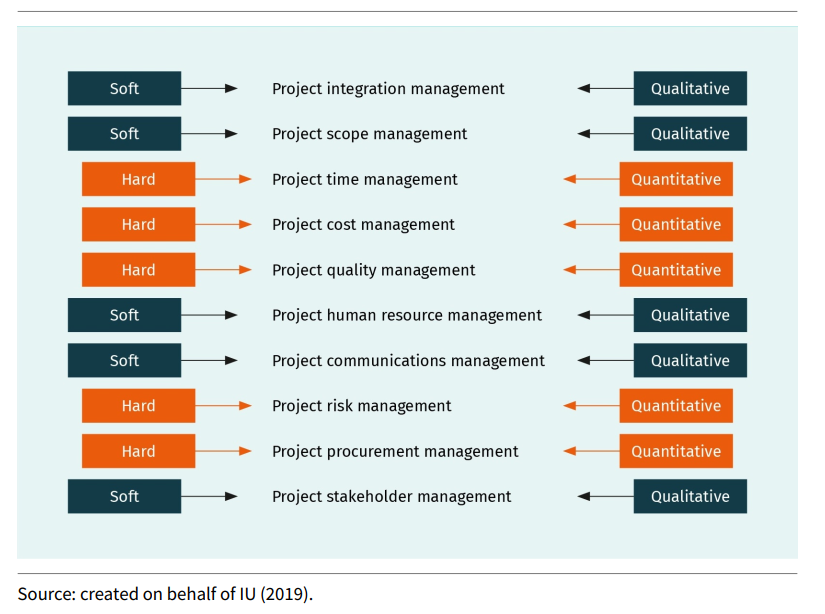 Soft Project integration management Qualitative
Soft Project scope management Qualitative
Hard Project time management Quantitative
Hard Project cost management Quantitative
Hard Project quality management Quantitative
Soft Project human resource management Qualitative
Soft Project communications management Qualitative
Hard Project risk management Quantitative
Hard Project procurement management Quantitative
Soft Project stakeholder management Qualitative
Source: created on behalf of IU (2019).